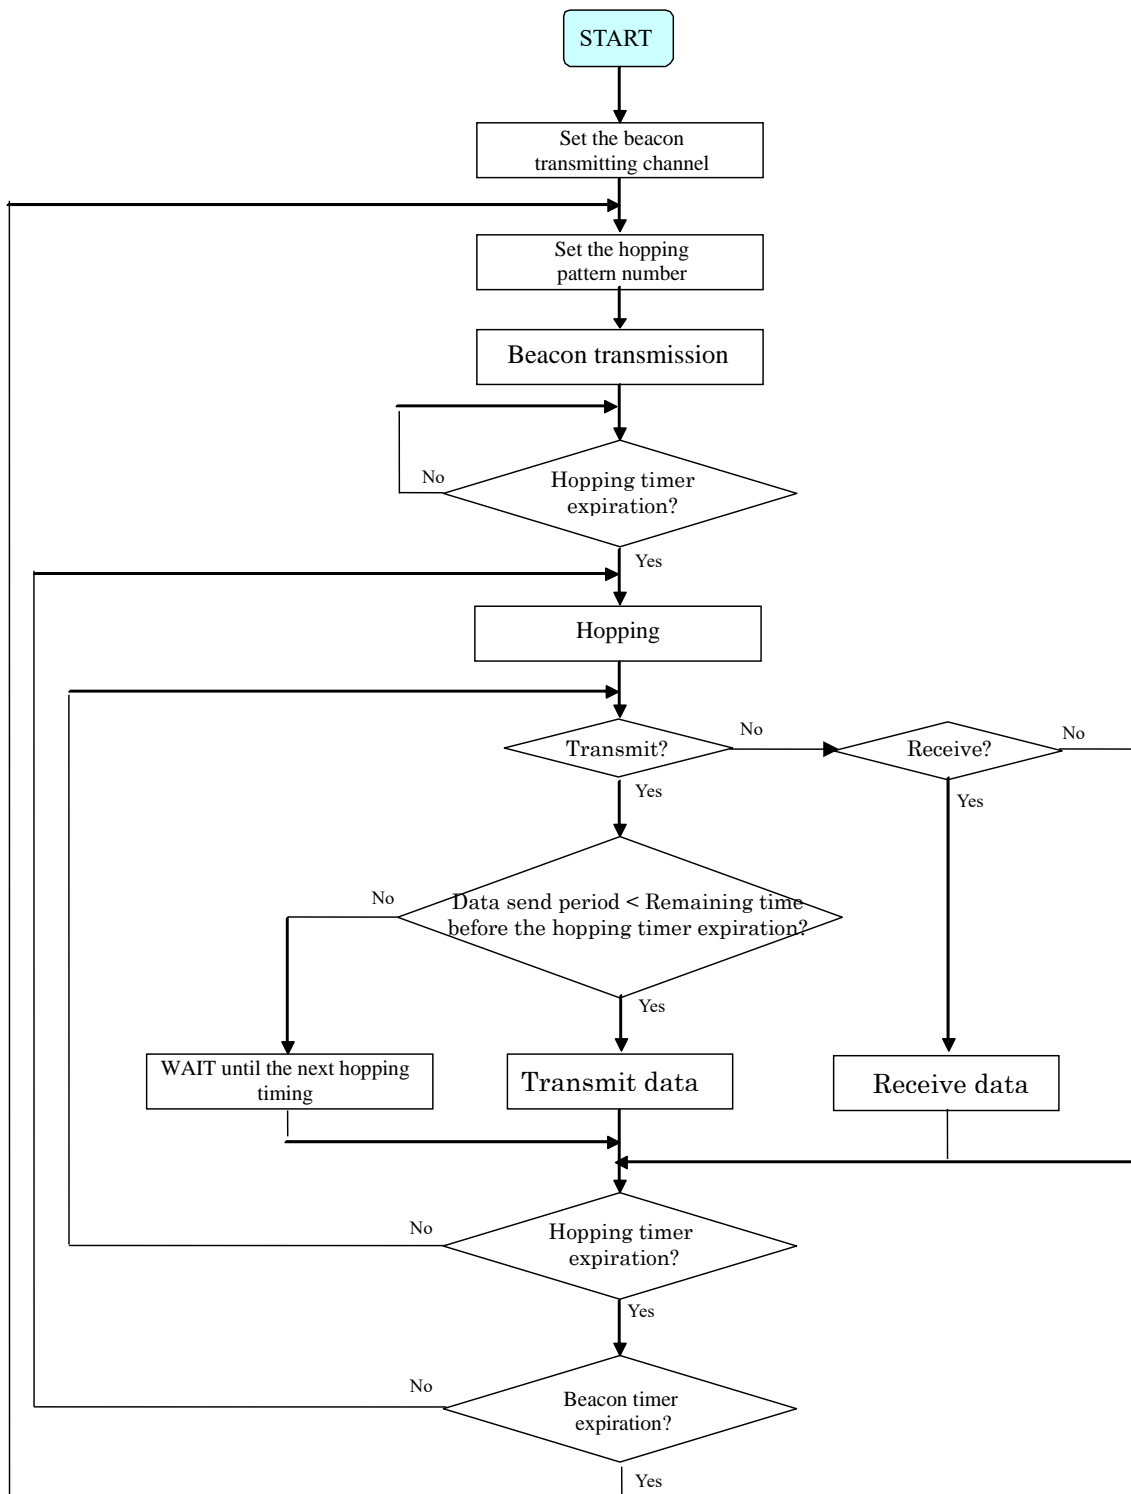 START
Set the beacon
transmitting channel
Set the hopping
pattern number
Beacon transmission
No
Hopping timer
expiration?
Yes
Hopping
Transmit?
No
Receive?
No
Yes
Yes
No
Data send period < Remaining time
before the hopping timer expiration?
Yes
WAIT until the next hopping
timing
Transmit data
Receive data
No
Hopping timer
expiration?
Yes
No
Beacon timer
expiration?
Yes